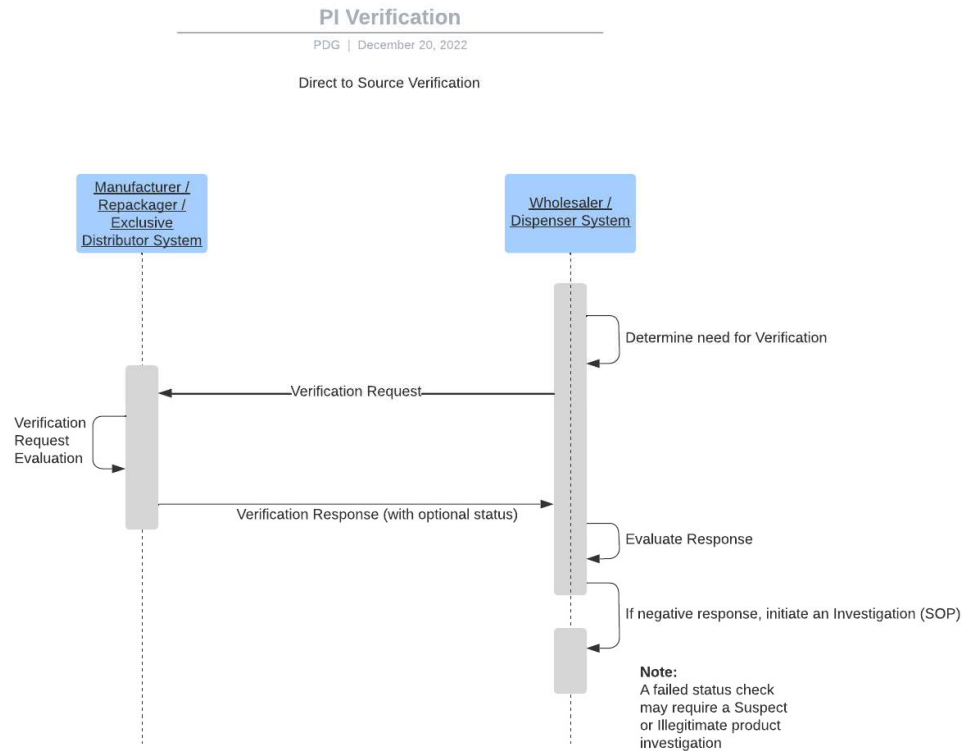 PI Verification
PDG | December 20, 2022
Direct to Source Verification
Manufacturer /
Repackager /
Exclusive
Distributor System
Wholesaler /
Dispenser System
Determine need for Verification
Verification Request
Verification
Request
Evaluation
Verification Response (with optional status)
Evaluate Response
If negative response, initiate an Investigation (SOP)
Note:
A failed status check
may require a Suspect
or Illegitimate product
investigation